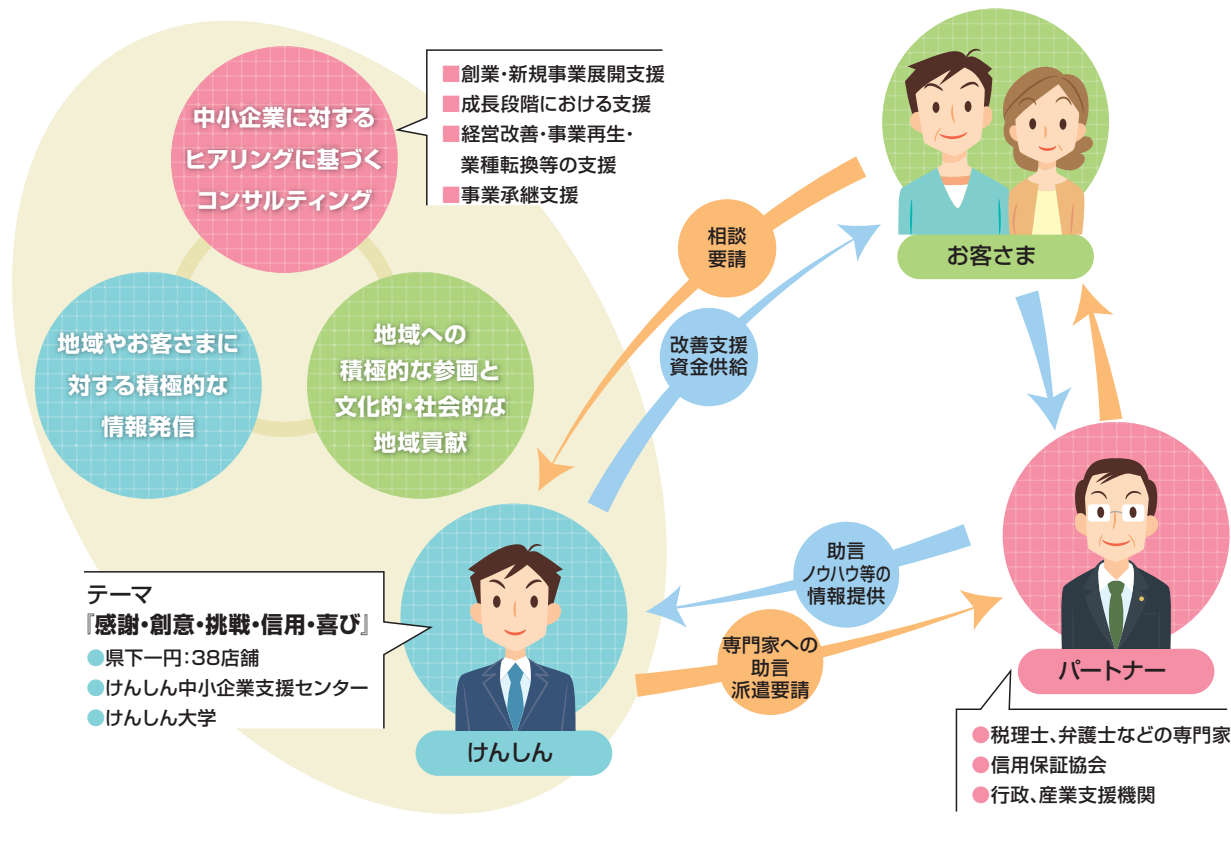 中小企業に対する
ヒアリングに基づく
コンサルティング
■創業・新規事業展開支援
■成長段階における支援
■経営改善・事業再生・
業種転換等の支援
■事業承継支援
地域やお客さまに
対する積極的な
情報発信
地域への
積極的な参画と
文化的・社会的な
地域貢献
相談
要請
改善支援
資金供給
お客さま
助言
ノウハウ等の
情報提供
専門家への
助言
派遣要請
テーマ
『感謝・創意・挑戦・信用・喜び』
●県下一円：38店舗
●けんしん中小企業支援センター
●けんしん大学
けんしん
パートナー
●税理士、弁護士などの専門家
●信用保証協会
●行政、産業支援機関